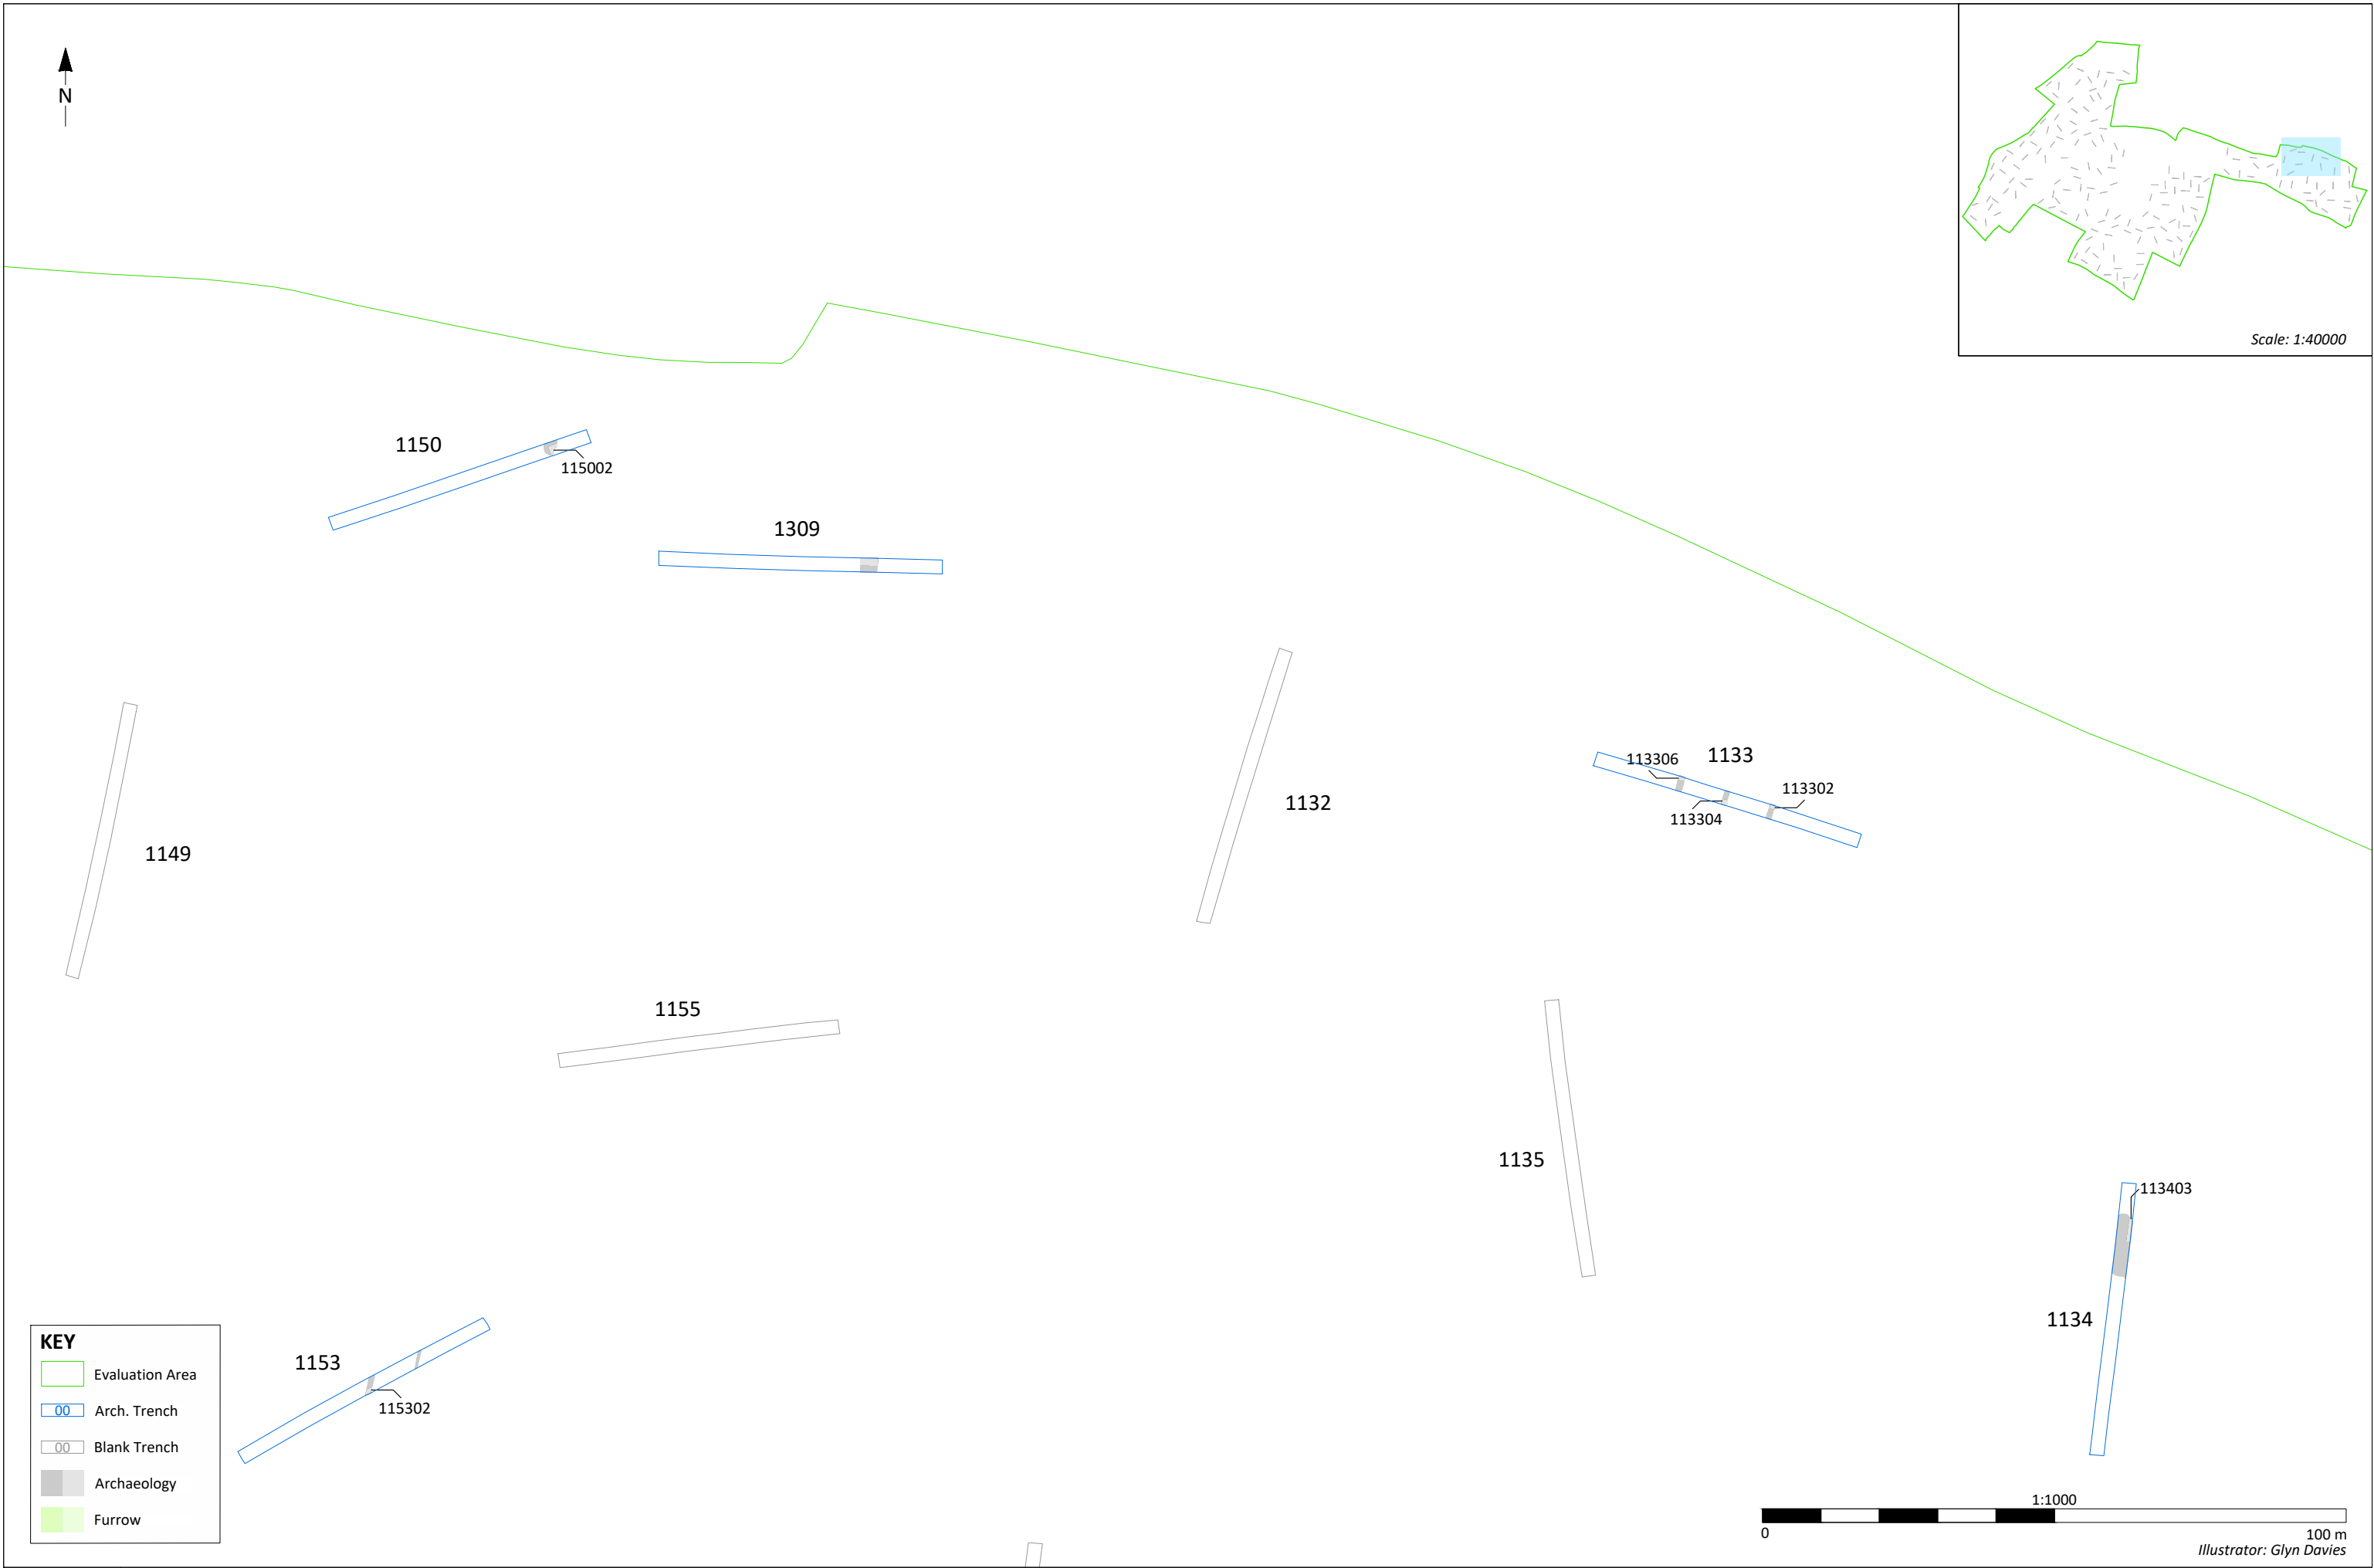 N
Scale: 1:40000
1150
115002
1309
1133
113306
113302
113304
1132
1149
1155
1135
113403
1134
1153
115302
KEY
Evaluation Area
00 Arch. Trench
00 Blank Trench
Archaeology
Furrow
1:1000
0 100 m
Illustrator: Glyn Davies